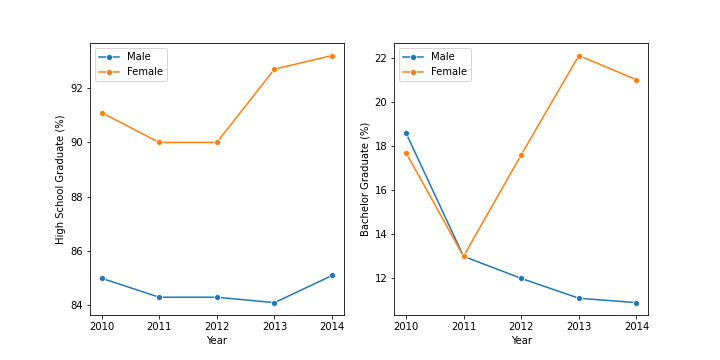 Male
Female
High School Graduate (%)
92
90
88
86
84
2010 2011 2012 2013 2014
Year
Male
Female
Bachelor Graduate (%)
22
20
18
16
14
12
2010 2011 2012 2013 2014
Year